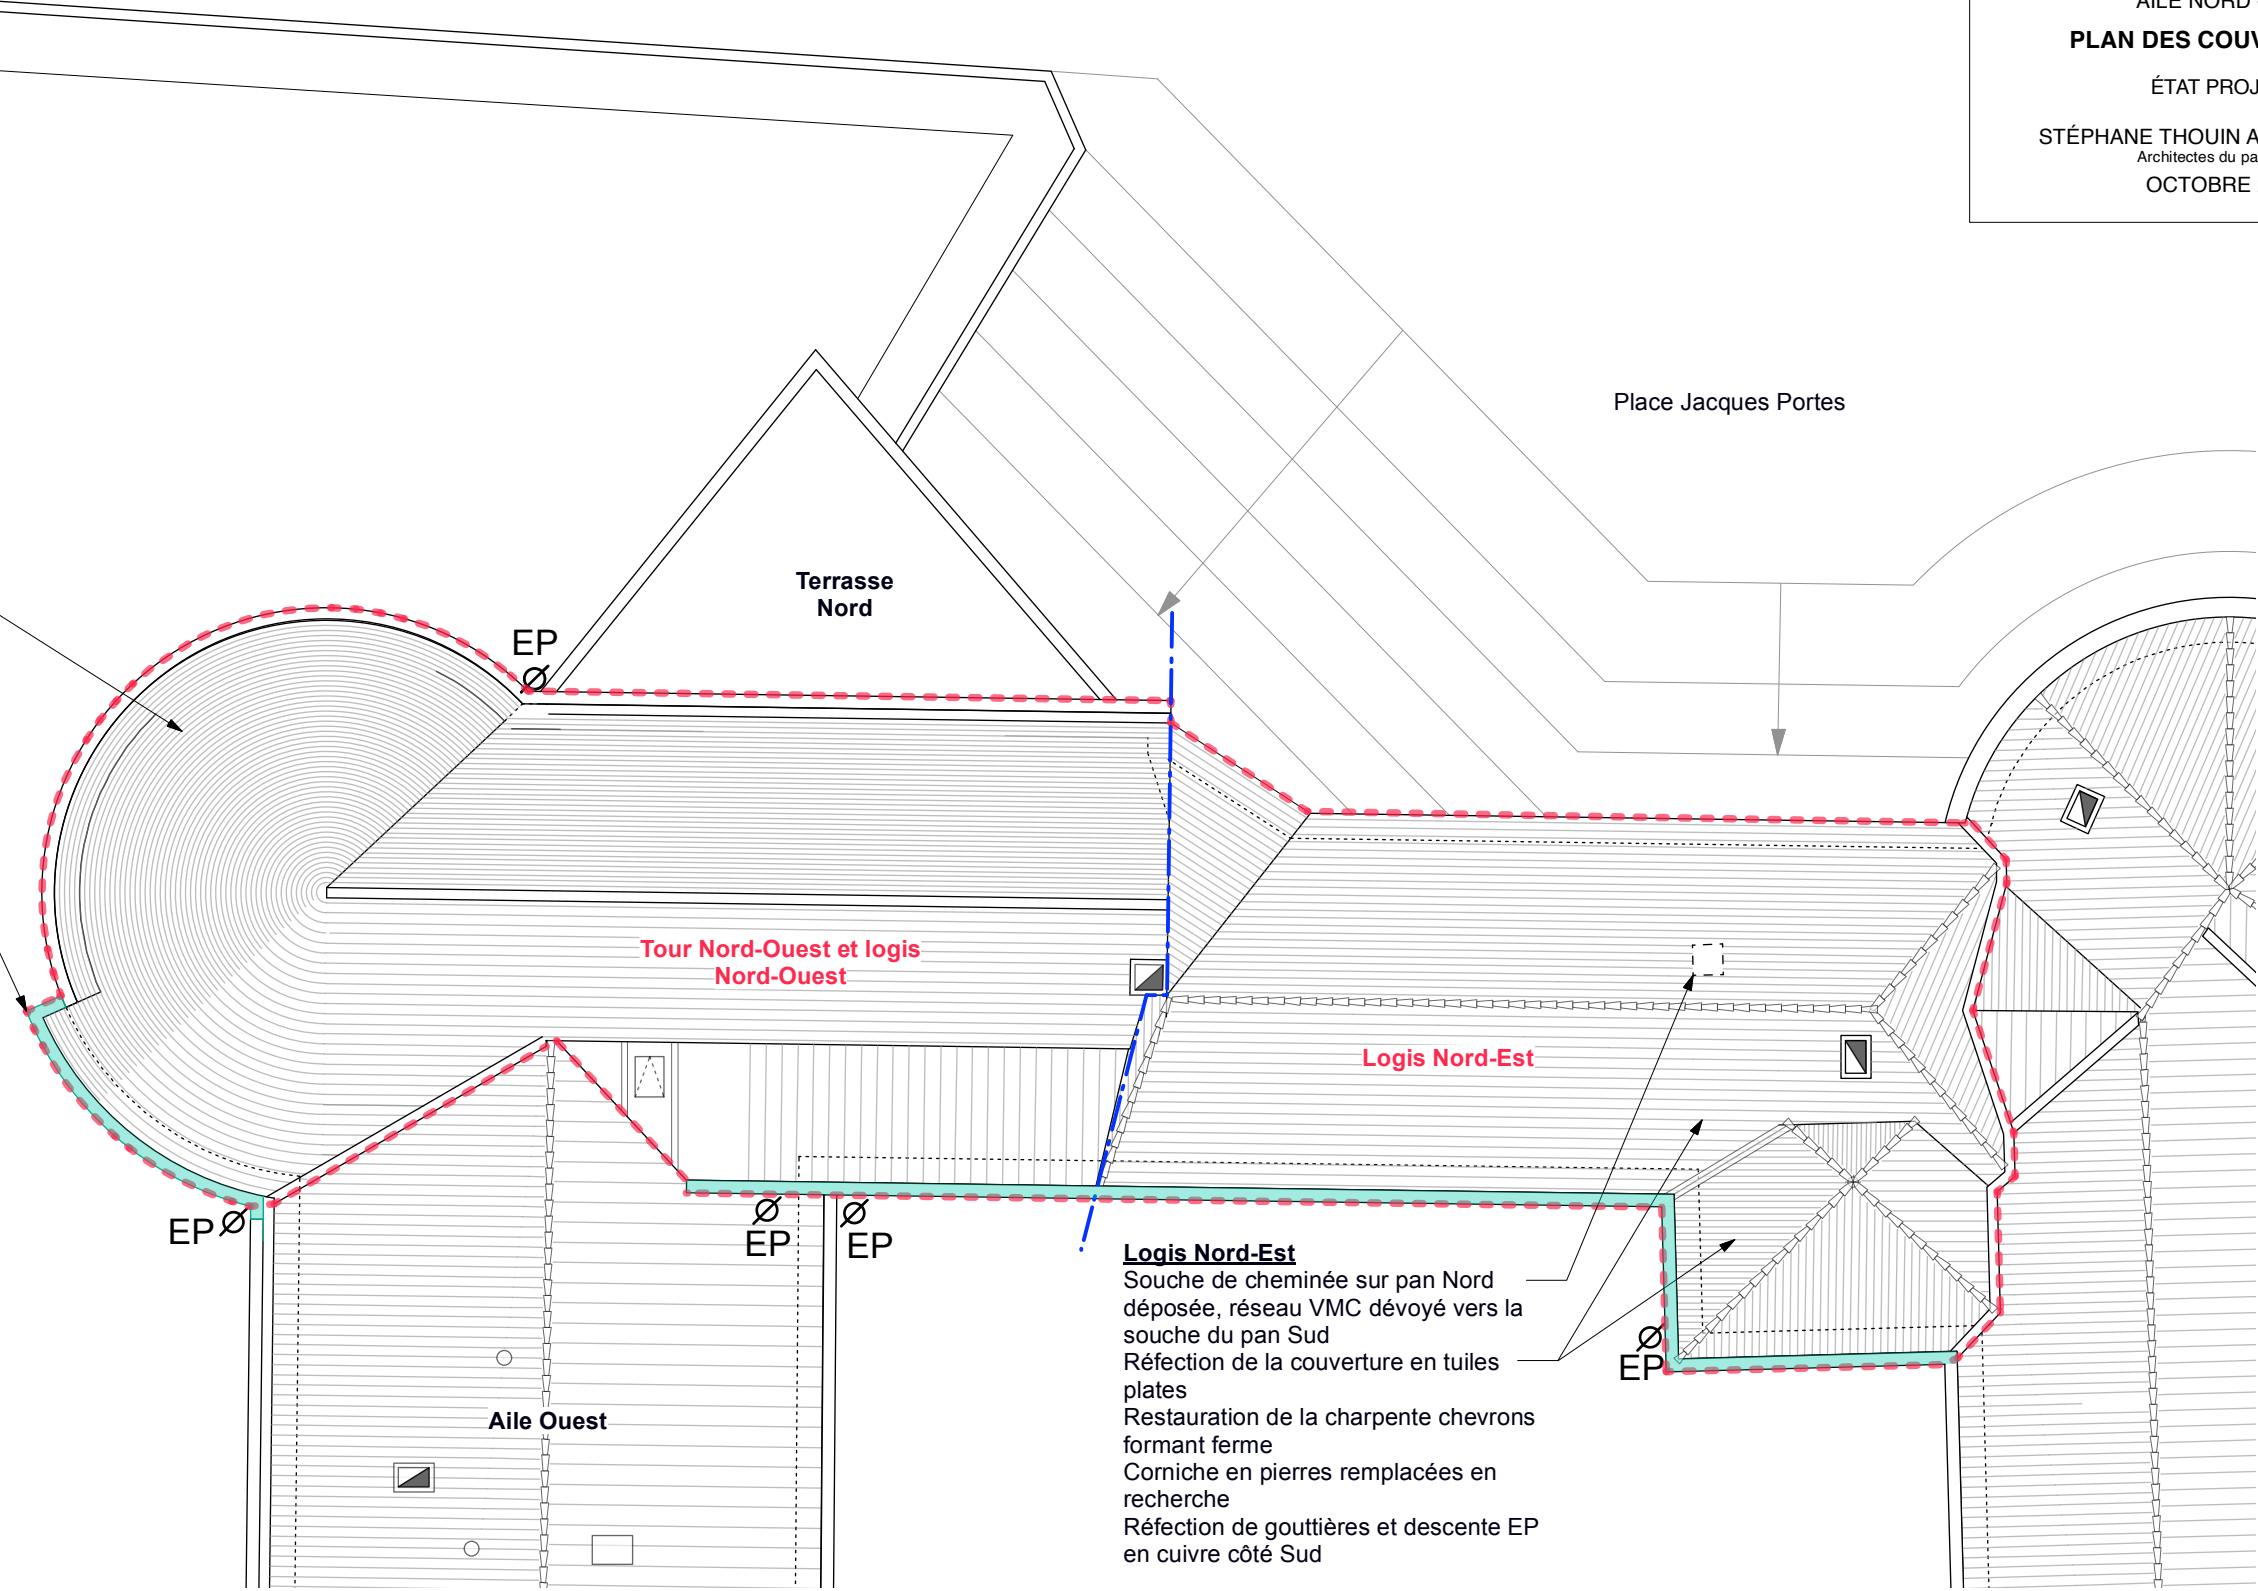 AILE NORD
PLAN DES COUV
ÉTAT PROJ
STÉPHANE THOUIN A
Architectes du pa
OCTOBRE
Place Jacques Portes
Terrasse
Nord
EP
Tour Nord-Ouest et logis
Nord-Ouest
Logis Nord-Est
EP
EP
EP
EP
Aile Ouest
Logis Nord-Est
Souche de cheminée sur pan Nord
déposée, réseau VMC dévoyé vers la
souche du pan Sud
Réfection de la couverture en tuiles
plates
Restauration de la charpente chevrons
formant ferme
Corniche en pierres remplacées en
recherche
Réfection de gouttières et descente EP
en cuivre côté Sud